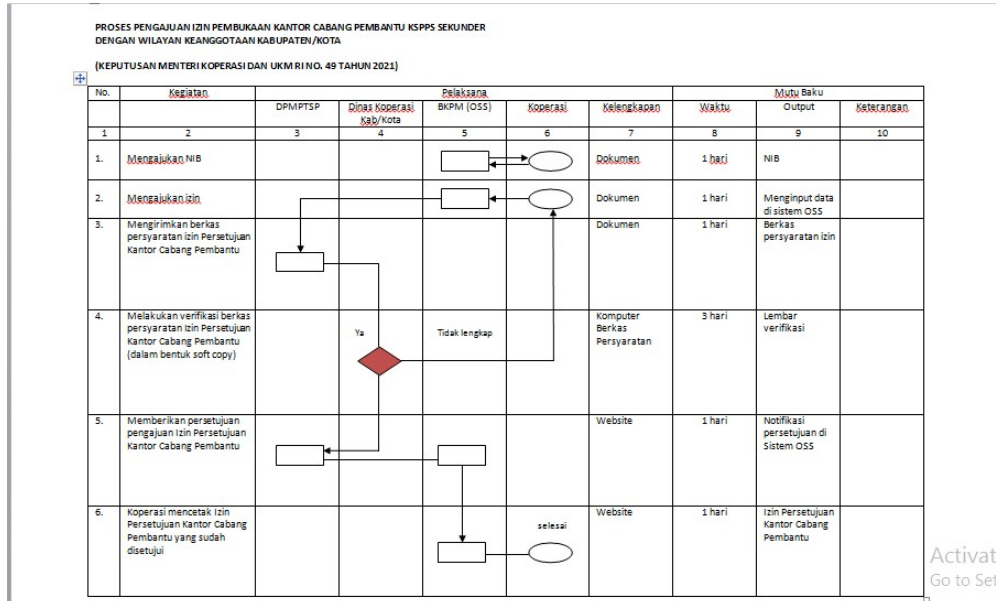 PROSES PENGAJUAN IZIN PEMBUKAAN KANTOR CABANG PEMBANTU KSPPS SEKUNDER
DENGAN WILAYAN KEANGGOTAAN KABUPATEN/KOTA
(KEPUTUSAN MENTERI KOPERASI DAN UKM RI NO. 49 TAHUN 2021)
No. Kegiatan Pelaksana Mutu Baku
DPMPTSP Dinas Koperasi Kab/Kota BKPM (OSS) Koperasi Kelengkapan Waktu Output Keterangan
1 2 3 4 5 6 7 8 9 10
1. Mengajukan NIB Dokumen 1 hari NIB
2. Mengajukan izin Dokumen 1 hari Menginput data
di sistem OSS
3. Mengirimkan berkas Dokumen 1 hari Berkas
persyaratan izin Persetujuan persyaratan izin
Kantor Cabang Pembantu
4. Melakukan verifikasi berkas Komputer 3 hari Lembar
persyaratan Izin Persetujuan Ya Tidak lengkap Berkas verifikasi
Kantor Cabang Pembantu Persyaratan
(dalam bentuk soft copy)
5. Memberikan persetujuan Website 1 hari Notifikasi
pengajuan Izin Persetujuan persetujuan di
Kantor Cabang Pembantu Sistem OSS
6. Koperasi mencetak Izin Website 1 hari Izin Persetujuan
Persetujuan Kantor Cabang selesai Kantor Cabang
Pembantu yang sudah Pembantu
disetujui
Activat
Go to Set